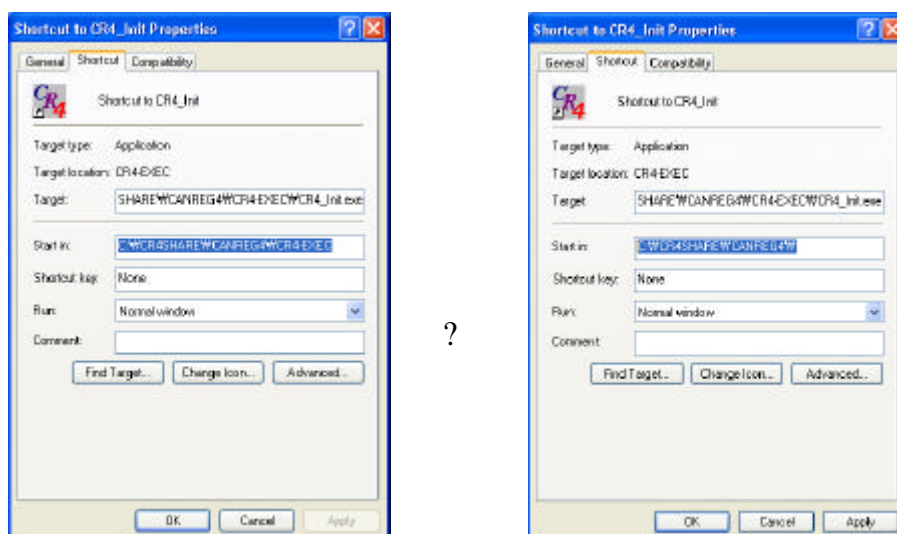 Shortcut to CR4_Init Properties
General Shortcut Compatibility
CR4
Shortcut to CR4_Init
Target type: Application
Target location: CR4-EXEC
Target: SHARE₩CANREG4₩CR4-EXEC₩CR4_Init.exe
Start in: C:₩CR4SHARE₩CANREG4₩CR4-EXEC
Shortcut key: None
Run: Normal window
Comment:
Find Target... Change Icon... Advanced...
OK Cancel Apply
?
Shortcut to CR4_Init Properties
General Shortcut Compatibility
CR4
Shortcut to CR4_Init
Target type: Application
Target location: CR4-EXEC
Target: SHARE₩CANREG4₩CR4-EXEC₩CR4_Init.exe
Start in: C:₩CR4SHARE₩CANREG4₩
Shortcut key: None
Run: Normal window
Comment:
Find Target... Change Icon... Advanced...
OK Cancel Apply